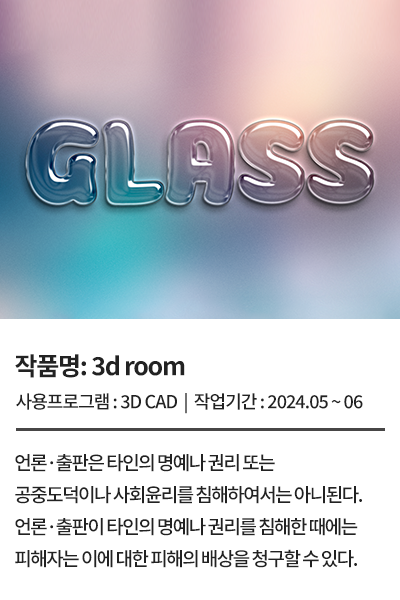 GLASS
작품명: 3d room
사용프로그램 : 3D CAD | 작업기간 : 2024.05 ~ 06
언론·출판은 타인의 명예나 권리 또는
공중도덕이나 사회윤리를 침해하여서는 아니된다.
언론·출판이 타인의 명예나 권리를 침해한 때에는
피해자는 이에 대한 피해의 배상을 청구할 수 있다.